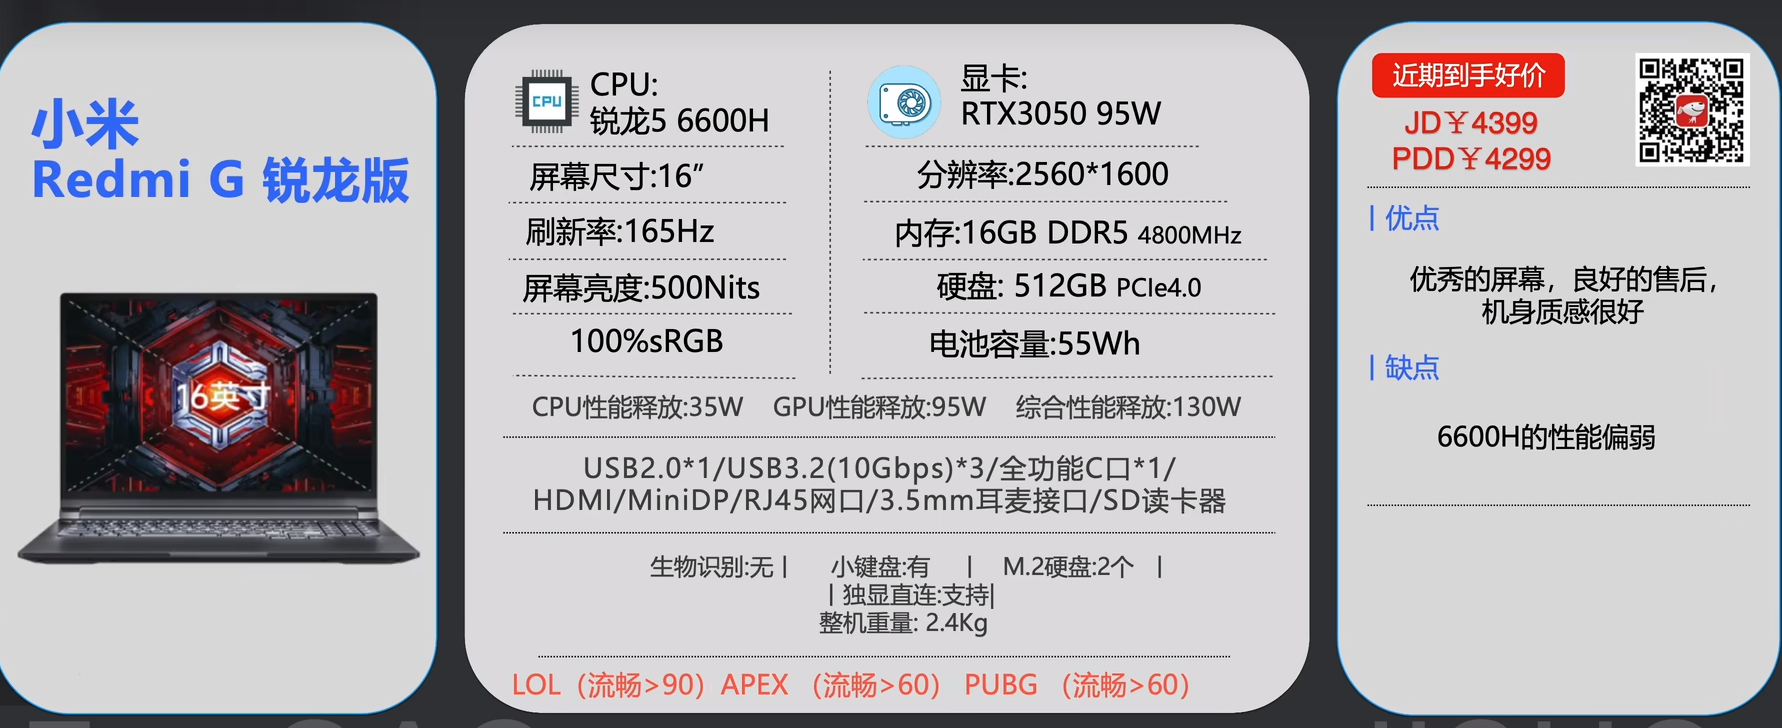 小米
Redmi G 锐龙版
16英寸
CPU
CPU:
锐龙5 6600H
显卡:
RTX3050 95W
屏幕尺寸:16”
分辨率:2560*1600
刷新率:165Hz
内存:16GB DDR5 4800MHz
屏幕亮度:500Nits
硬盘: 512GB PCIe4.0
100%sRGB
电池容量:55Wh
CPU性能释放:35W GPU性能释放:95W 综合性能释放:130W
USB2.0*1/USB3.2(10Gbps)*3/全功能C口*1/
HDMI/MiniDP/RJ45网口/3.5mm耳麦接口/SD读卡器
生物识别:无 | 小键盘:有 | M.2硬盘:2个 |
| 独显直连:支持|
整机重量: 2.4Kg
LOL（流畅>90）APEX （流畅>60） PUBG （流畅>60）
近期到手好价
JD￥4399
PDD￥4299
| 优点
优秀的屏幕，良好的售后，
机身质感很好
| 缺点
6600H的性能偏弱